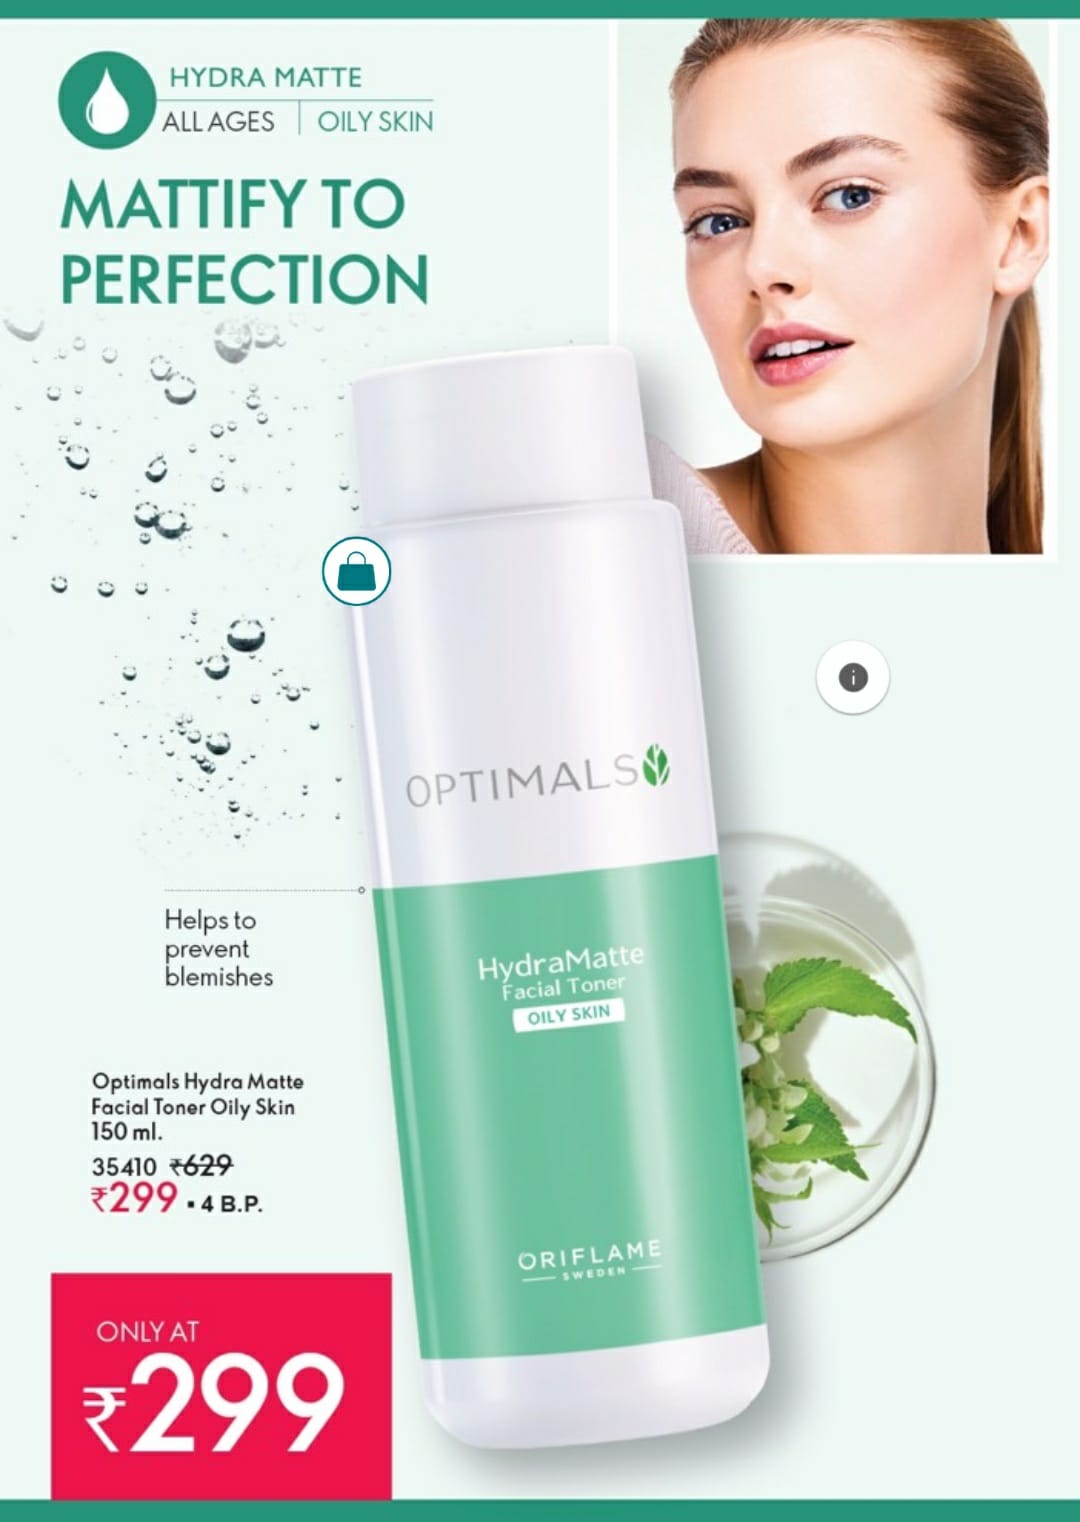 HYDRA MATTE
ALL AGES | OILY SKIN
MATTIFY TO
PERFECTION
OPTIMALS
Helps to
prevent
blemishes
HydraMatte
Facial Toner
OILY SKIN
Optimals Hydra Matte
Facial Toner Oily Skin
150 ml.
35410 ₹629
₹299 ▪ 4 B.P.
ORIFLAME
SWEDEN
ONLY AT
₹299